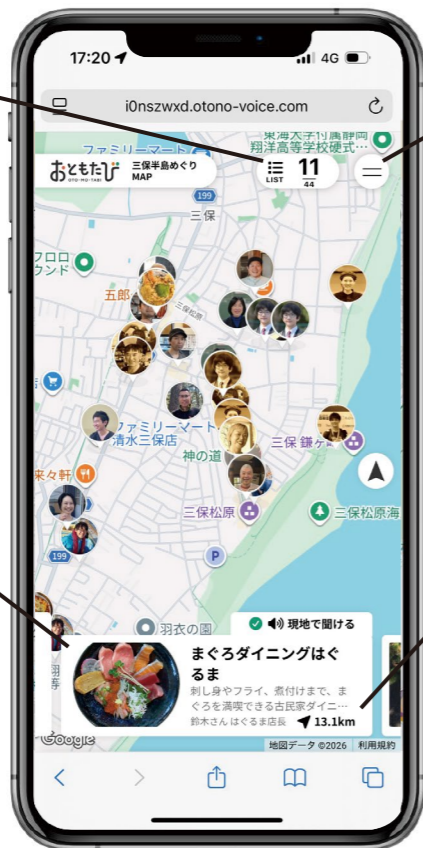 17:20
4G
i0nszwxd.otono-voice.com
東海大学付属静岡
翔洋高等学校硬式…
ファミリーマート
おともたび
OTO-MO-TABI
三保半島めぐり
MAP
LIST
11
44
199
三保
フロロ
ウンド
五郎
三保松原
ファミリーマート
清水三保店
神の道
三保 鎌ヶ
来々軒
三保松原
三保松原海
199
P
羽衣の園
現地で聞ける
まぐろダイニングはぐ
るま
刺し身やフライ、煮付けまで、ま
ぐろを満喫できる古民家ダイニ…
鈴木さん はぐるま店長
13.1km
Google
地図データ ©2026
利用規約